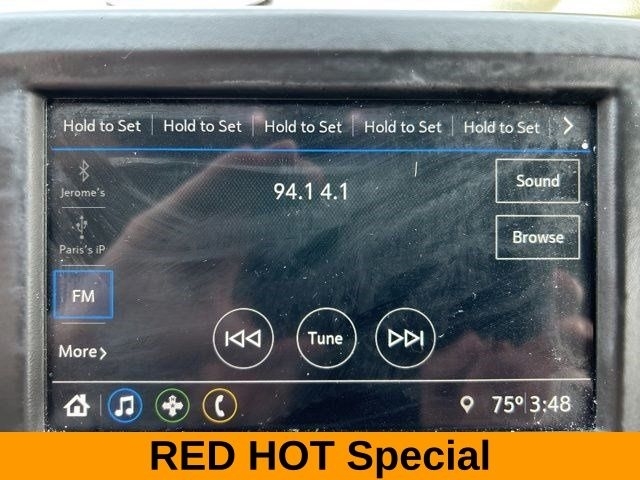 Hold to Set Hold to Set Hold to Set Hold to Set Hold to Set
Jerome's
94.1 4.1
Sound
Paris's iP
Browse
FM
Tune
More
75° 3:48
RED HOT Special